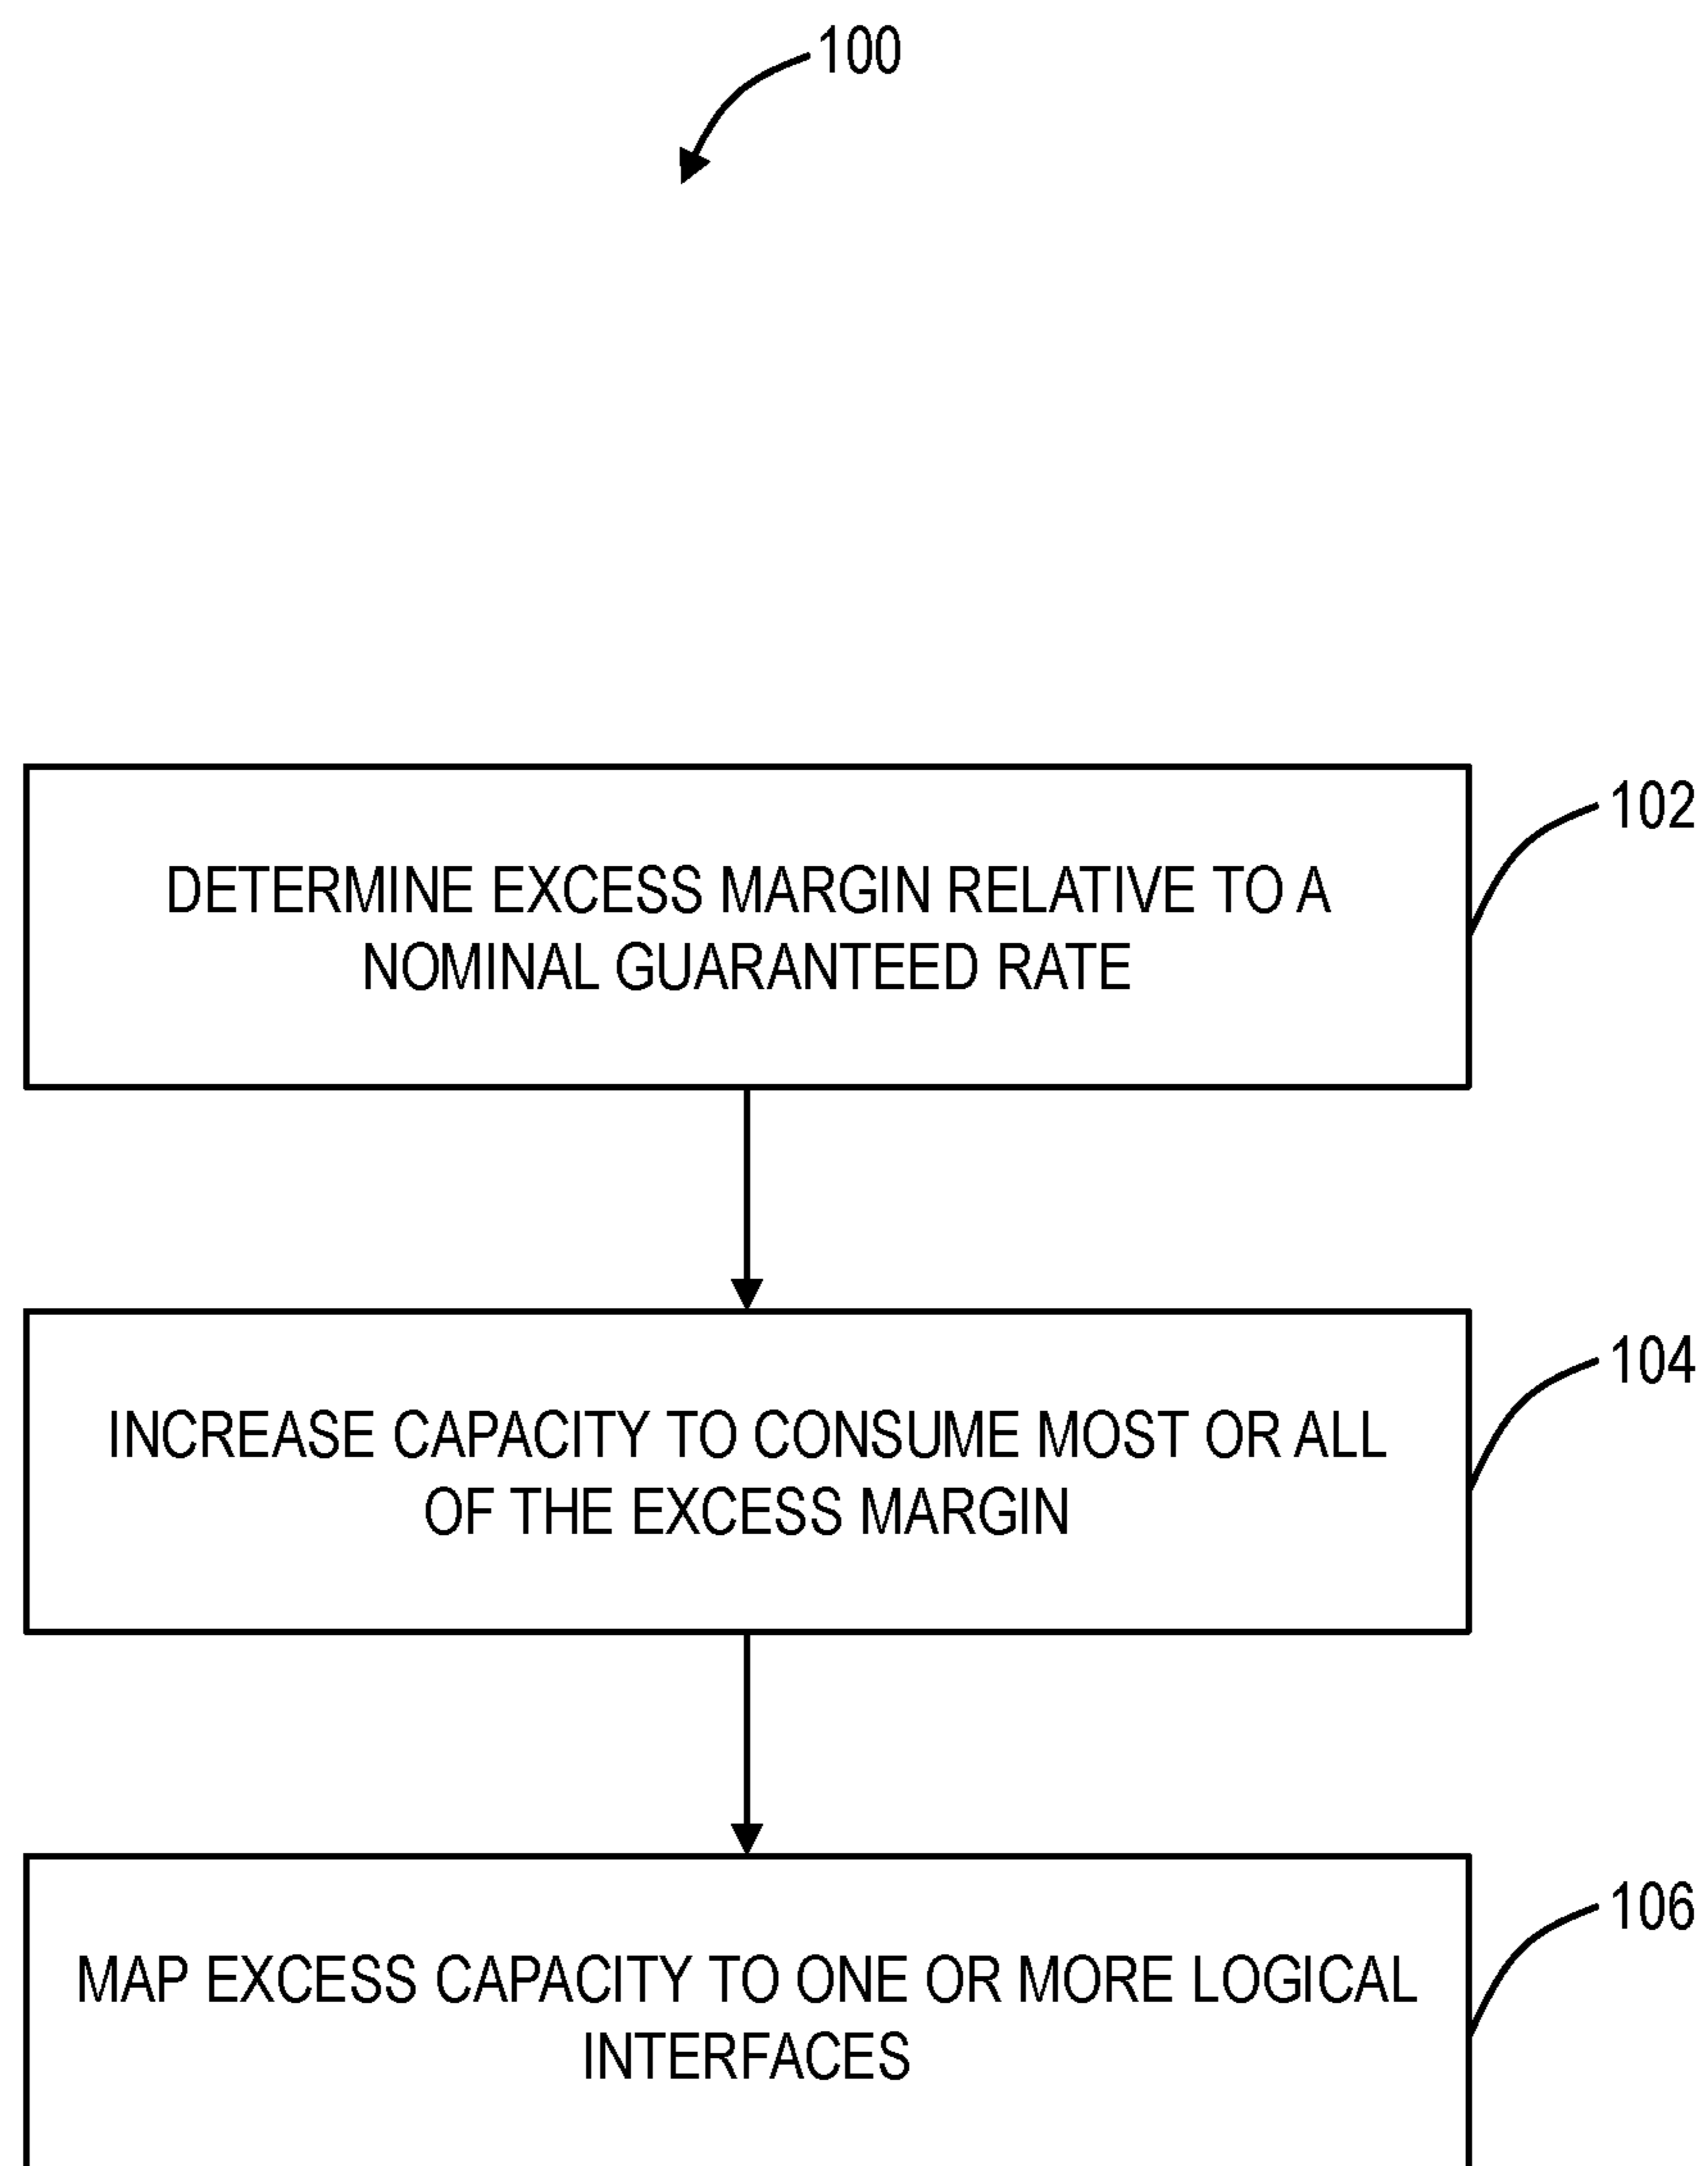 100
102
DETERMINE EXCESS MARGIN RELATIVE TO A
NOMINAL GUARANTEED RATE
104
INCREASE CAPACITY TO CONSUME MOST OR ALL
OF THE EXCESS MARGIN
106
MAP EXCESS CAPACITY TO ONE OR MORE LOGICAL
INTERFACES